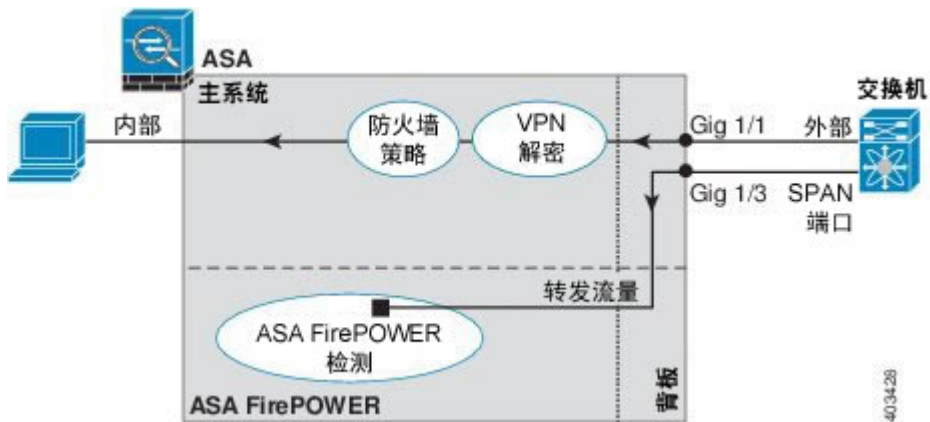 ASA
主系统
交换机
内部
防火墙
策略
VPN
解密
Gig 1/1
外部
Gig 1/3
SPAN
端口
转发流量
ASA FirePOWER
检测
ASA FirePOWER
背板
403428